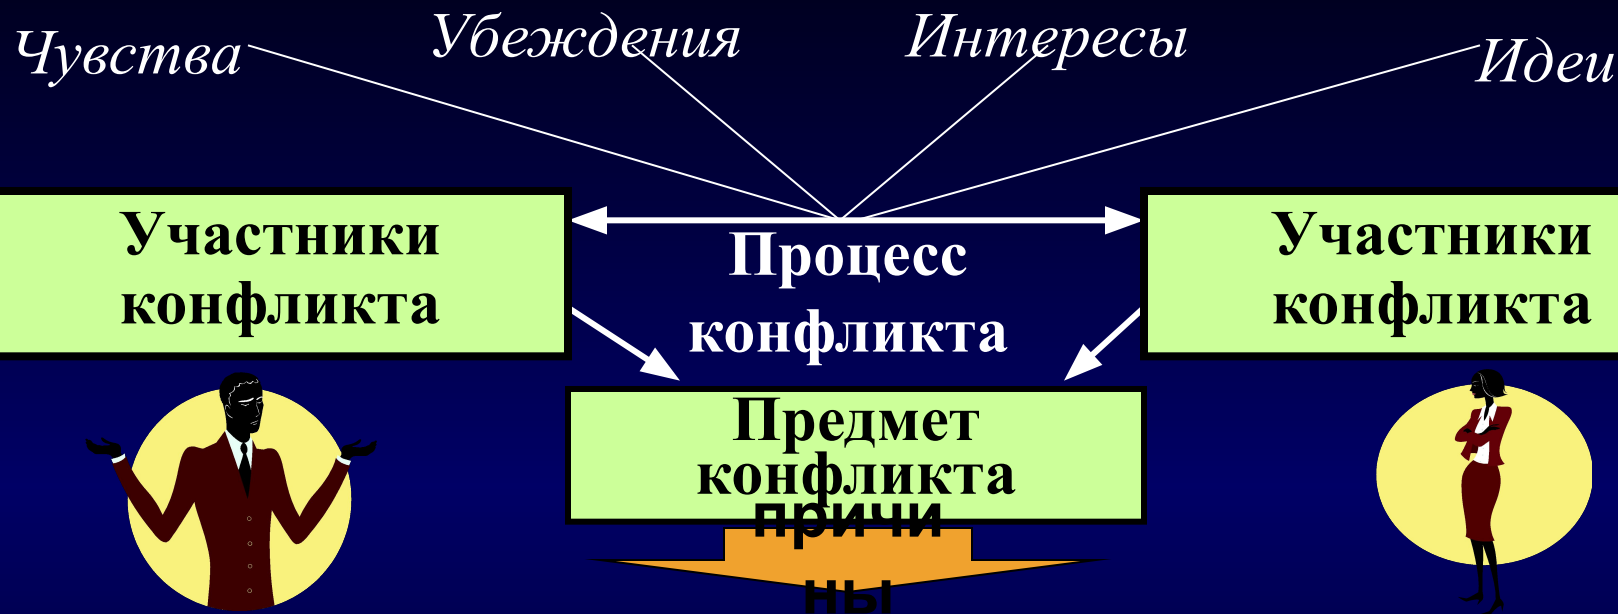 Чувства
Убеждения
Интересы
Идеи
Участники
конфликта
Процесс
конфликта
Участники
конфликта
Предмет
конфликта
причи
ны